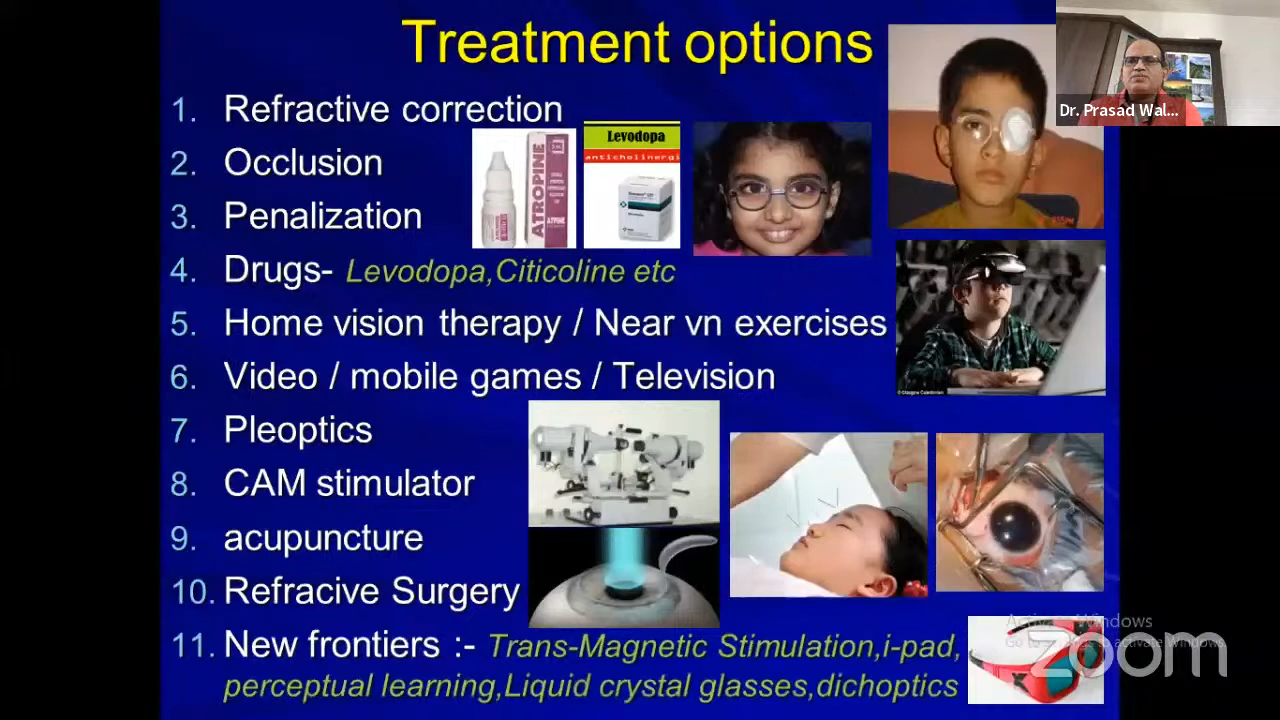 Treatment options
Dr. Prasad Wal...
1. Refractive correction
2. Occlusion
3. Penalization
ATROPINE
Levodopa
anticholinergi
4. Drugs- Levodopa,Citicoline etc
5. Home vision therapy / Near vn exercises
6. Video / mobile games / Television
7. Pleoptics
8. CAM stimulator
9. acupuncture
10. Refracive Surgery
11. New frontiers :- Trans-Magnetic Stimulation,i-pad,
perceptual learning,Liquid crystal glasses,dichoptics
Activate Windows
zoom